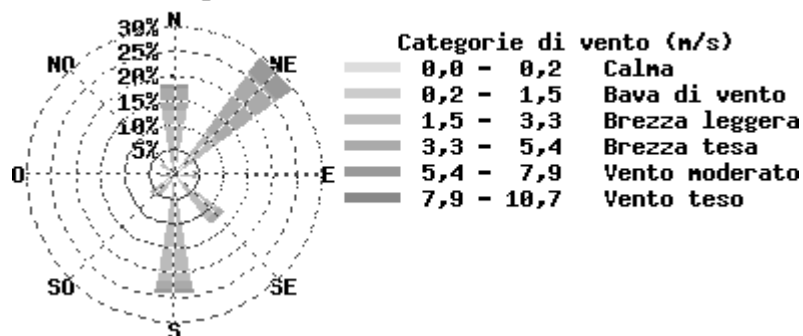 N
30%
25%
20%
15%
10%
5%
NO
NE
O
E
SO
SE
S
Categorie di vento (m/s)
0,0 - 0,2 Calma
0,2 - 1,5 Bava di vento
1,5 - 3,3 Brezza leggera
3,3 - 5,4 Brezza tesa
5,4 - 7,9 Vento moderato
7,9 - 10,7 Vento teso